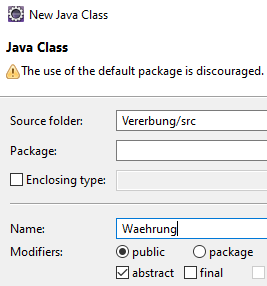 New Java Class
Java Class
The use of the default package is discouraged.
Source folder: Vererbung/src
Package:
Enclosing type:
Name: Waehrung
Modifiers: public package
abstract final